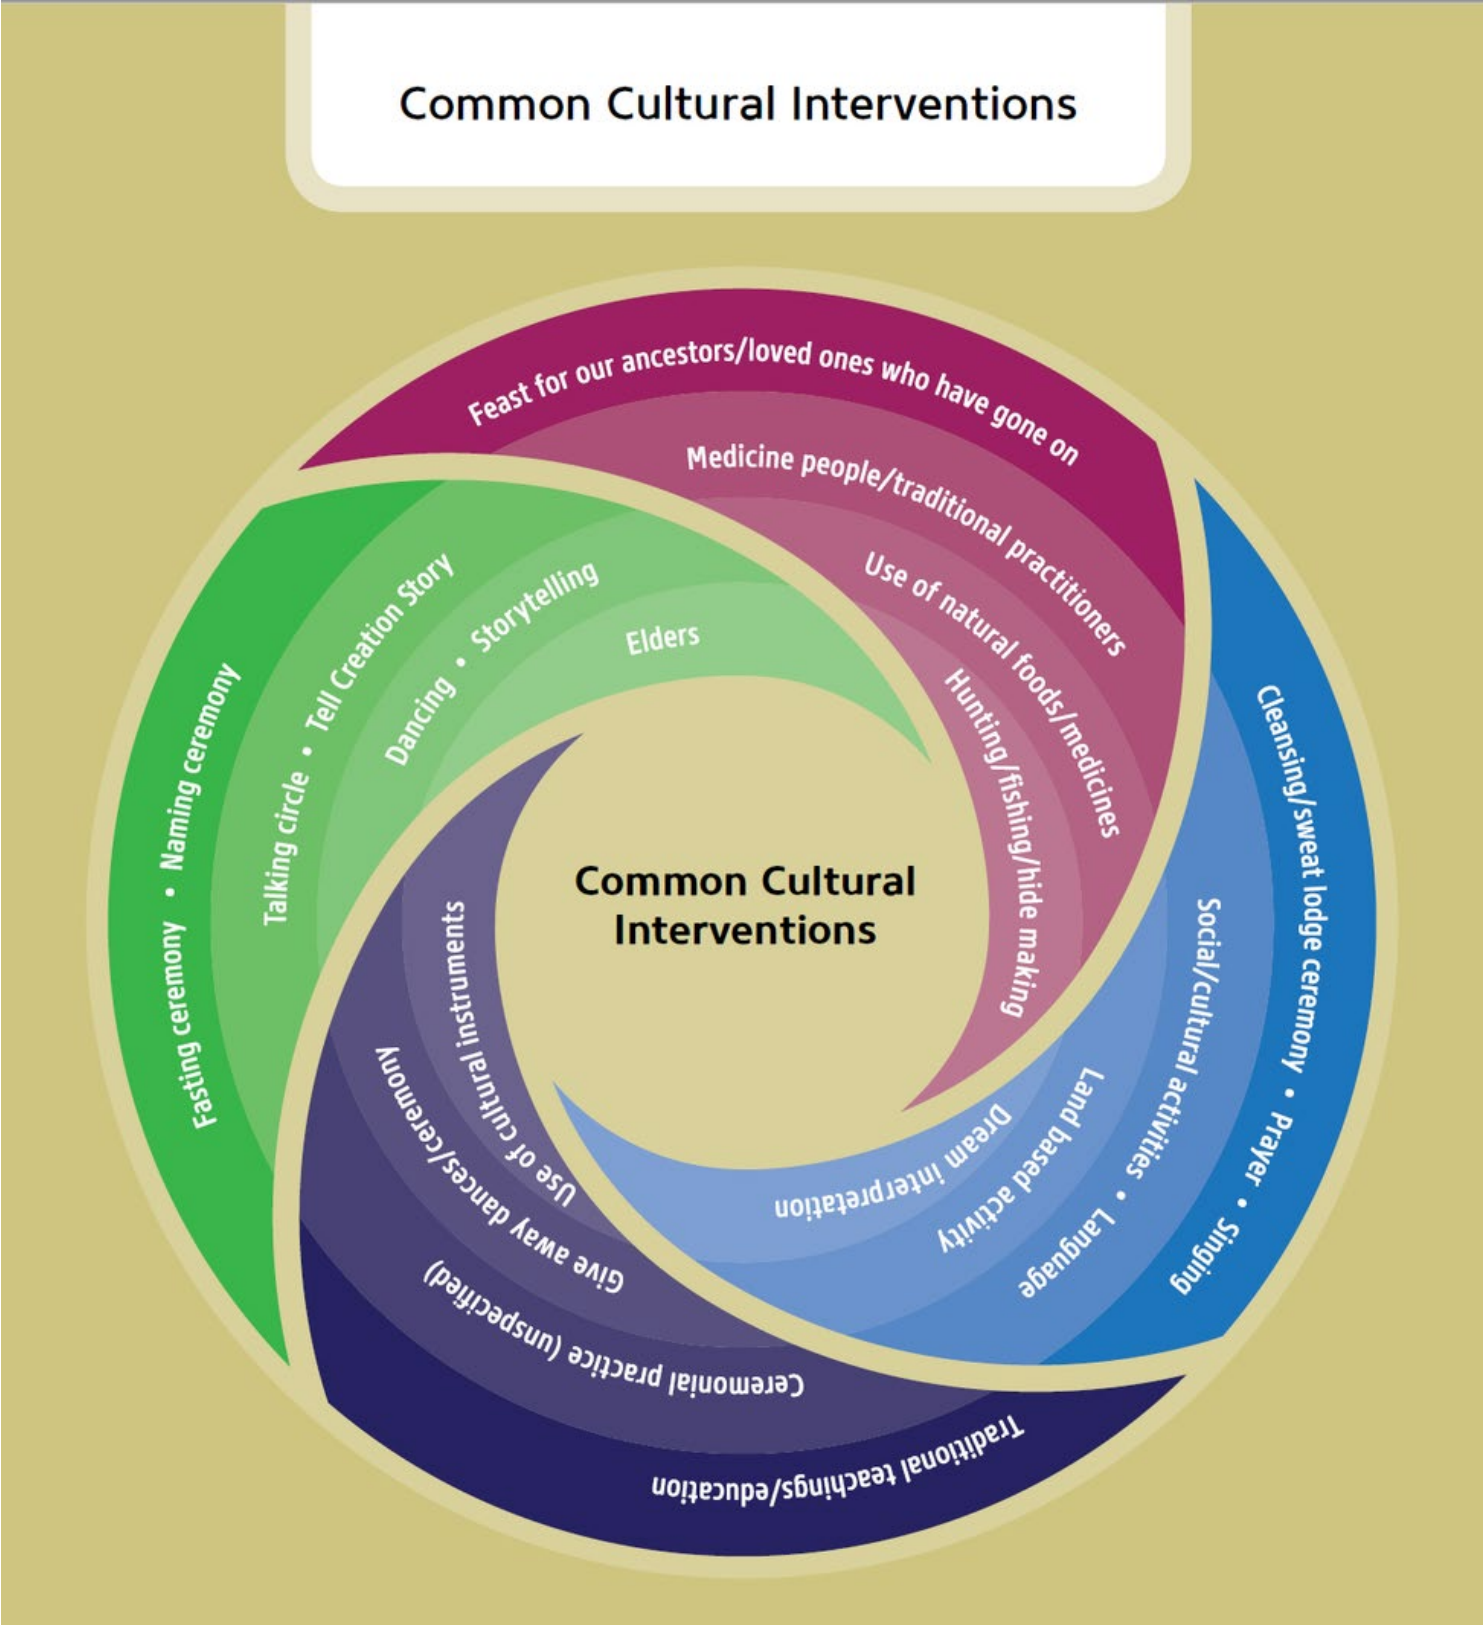 Common Cultural Interventions
Feast for our ancestors/loved ones who have gone on
Medicine people/traditional practitioners
Use of natural foods/medicines
Hunting/fishing/hide making
Cleansing/sweat lodge ceremony • Prayer • Singing
Social/cultural activities • Language
Land based activity
Dream interpretation
Traditional teachings/education
Ceremonial practice (unspecified)
Give away dances/ceremony
Use of cultural instruments
Fasting ceremony • Naming ceremony
Talking circle • Tell Creation Story
Dancing • Storytelling
Elders
Common Cultural
Interventions